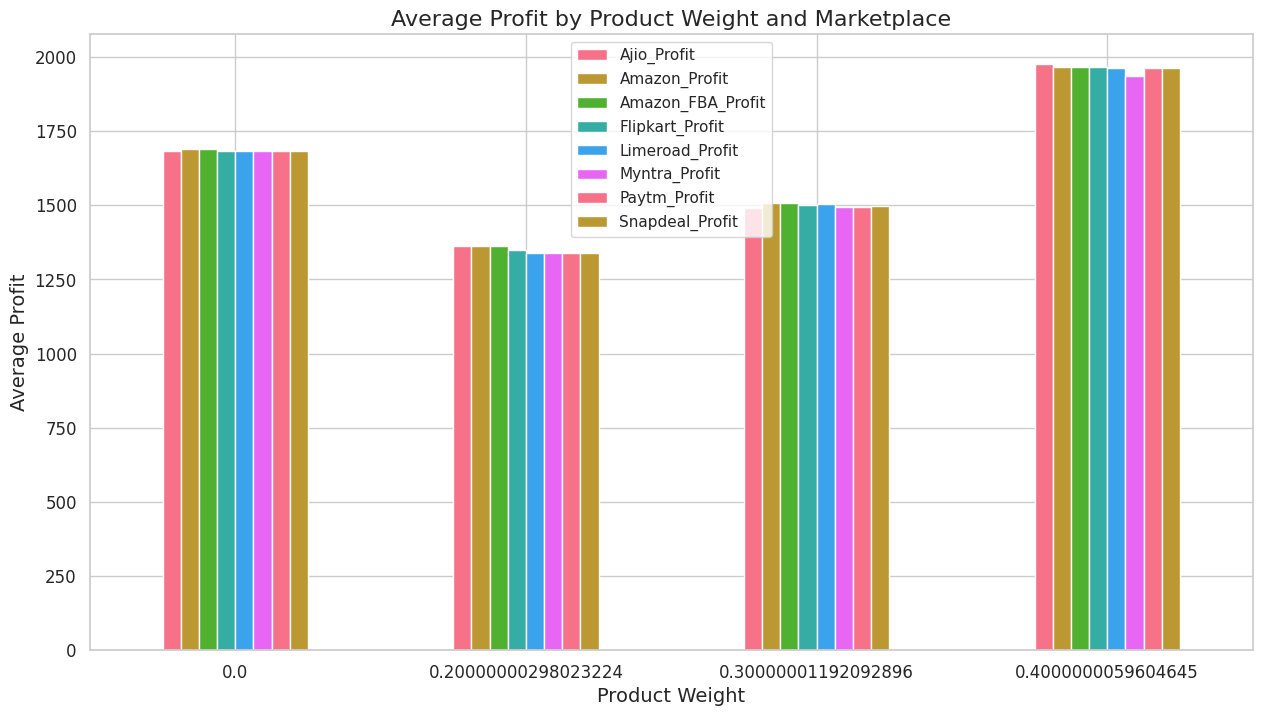 Average Profit by Product Weight and Marketplace
Ajio_Profit
Amazon_Profit
Amazon_FBA_Profit
Flipkart_Profit
Limeroad_Profit
Myntra_Profit
Paytm_Profit
Snapdeal_Profit
Average Profit
2000
1750
1500
1250
1000
750
500
250
0
0.0 0.20000000298023224 0.30000001192092896 0.4000000059604645
Product Weight